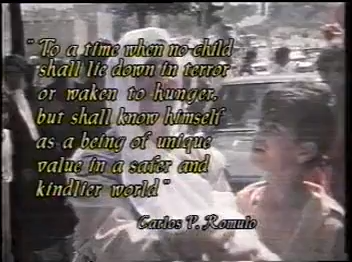 "To a time when no child
shall lie down in terror
or waken to hunger,
but shall know himself
as a being of unique
value in a safer and
kindlier world"
Carlos P. Romulo